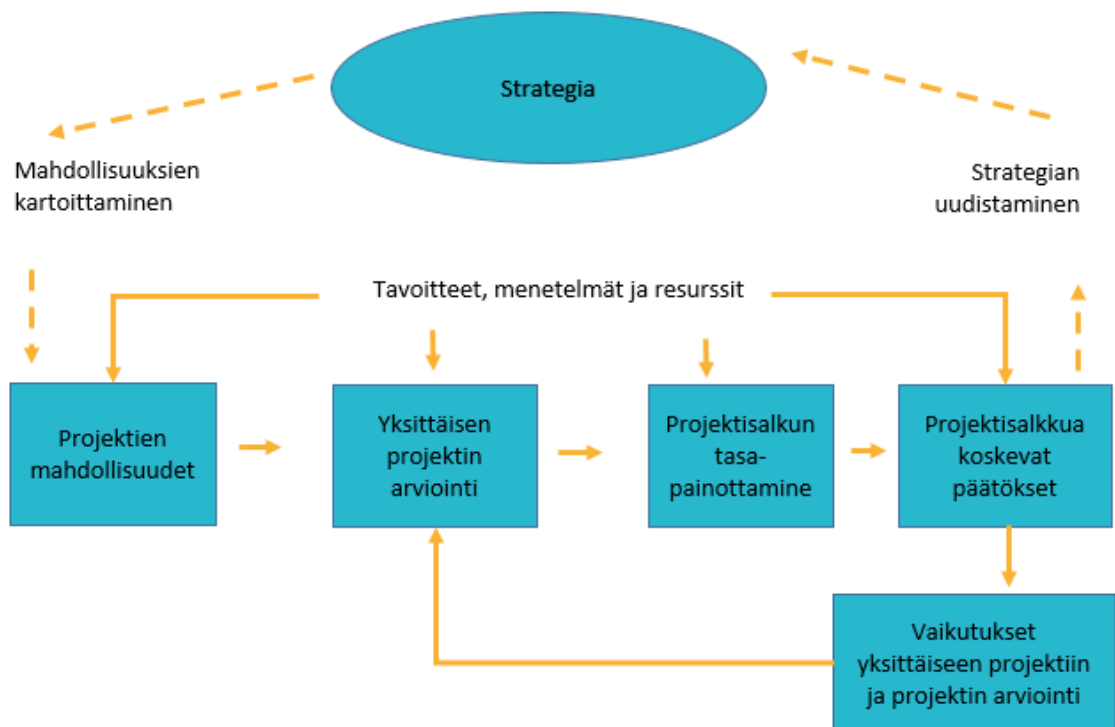 Strategia
Mahdollisuuksien
kartoittaminen
Strategian
uudistaminen
Tavoitteet, menetelmät ja resurssit
Projektien
mahdollisuudet
Yksittäisen
projektin
arviointi
Projektisalkun
tasa-
painottamine
Projektisalkkua
koskevat
päätökset
Vaikutukset
yksittäiseen projektiin
ja projektin arviointi